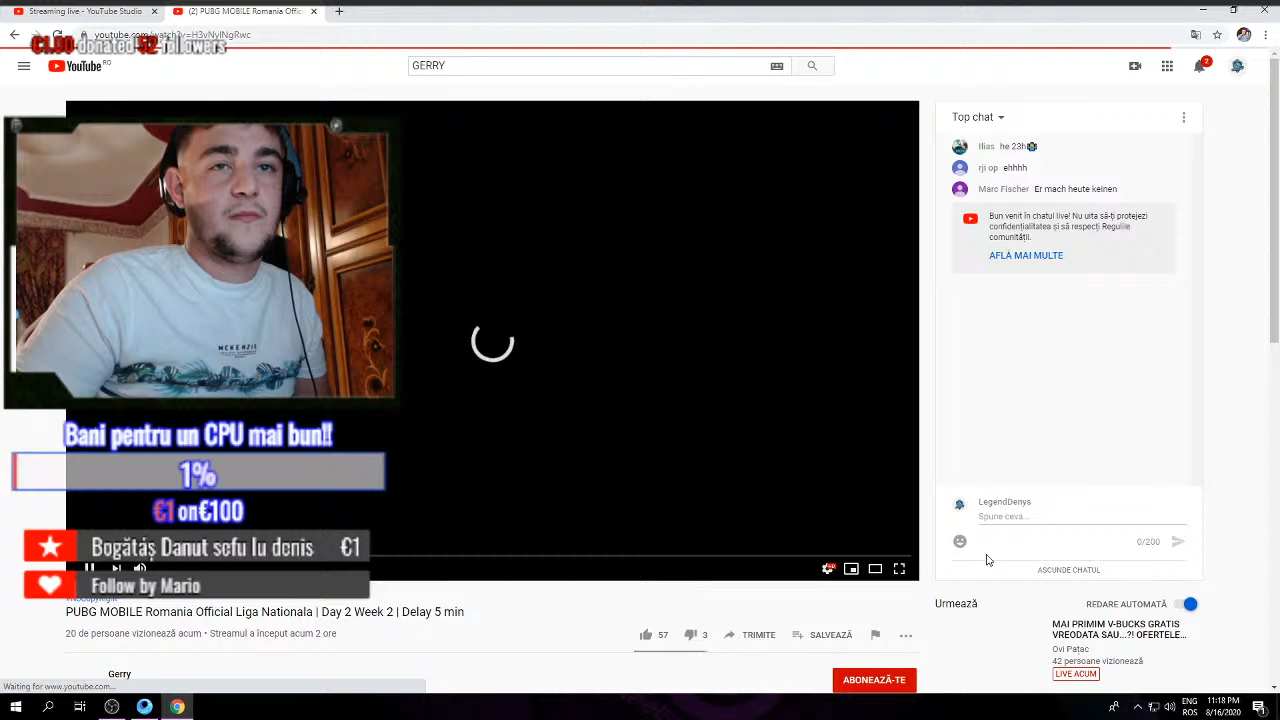 Streaming live - YouTube Studio
(2) PUBG MOBILE Romania Offic
€1.00 donated 52 followers
YouTube RO
GERRY
2
Top chat
Ilias he 23h
rji op ehhhh
Marc Fischer Er mach heute keinen
Bun venit în chatul live! Nu uita să-ți protejezi
confidențialitatea și să respecți Regulile
comunității.
AFLĂ MAI MULTE
MCKENZIE
Bani pentru un CPU mai bun!!
1%
€1 on €100
Bogătaș Danut sefu lu denis €1
Follow by Mario
LegendDenys
Spune ceva...
0/200
ASCUNDE CHATUL
PUBG MOBILE Romania Official Liga Nationala | Day 2 Week 2 | Delay 5 min
20 de persoane vizionează acum • Streamul a început acum 2 ore
57
3
TRIMITE
SALVEAZĂ
Gerry
ABONEAZĂ-TE
Urmează
REDARE AUTOMATĂ
MAI PRIMIM V-BUCKS GRATIS
VREODATA SAU...?! OFERTELE...
Ovi Pațac
42 persoane vizionează
LIVE ACUM
Waiting for www.youtube.com...
ENG
ROS
11:18 PM
8/16/2020